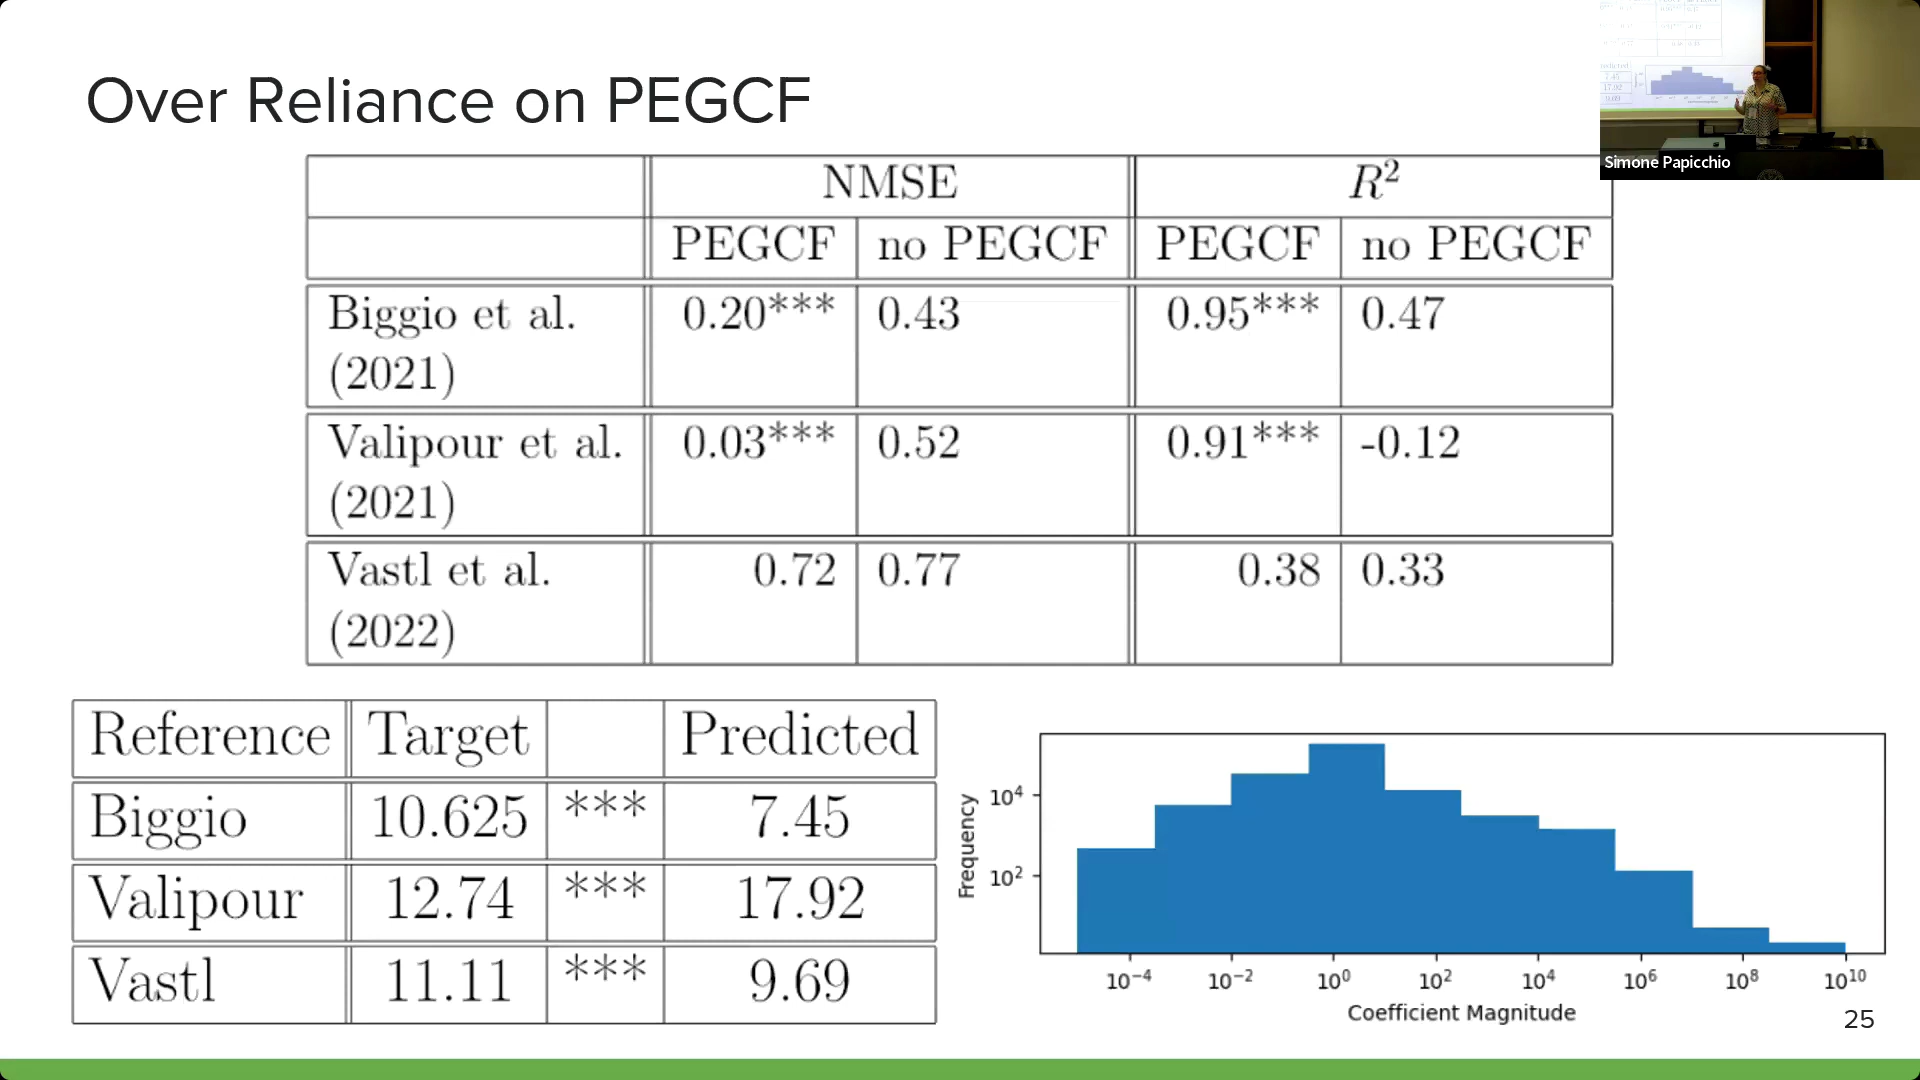 Over Reliance on PEGCF
Simone Papicchio
NMSE R²
PEGCF no PEGCF PEGCF no PEGCF
Biggio et al. (2021) 0.20*** 0.43 0.95*** 0.47
Valipour et al. (2021) 0.03*** 0.52 0.91*** -0.12
Vastl et al. (2022) 0.72 0.77 0.38 0.33
Reference Target Predicted
Biggio 10.625 *** 7.45
Valipour 12.74 *** 17.92
Vastl 11.11 *** 9.69
Frequency
10⁴
10²
10⁻⁴ 10⁻² 10⁰ 10² 10⁴ 10⁶ 10⁸ 10¹⁰
Coefficient Magnitude
25